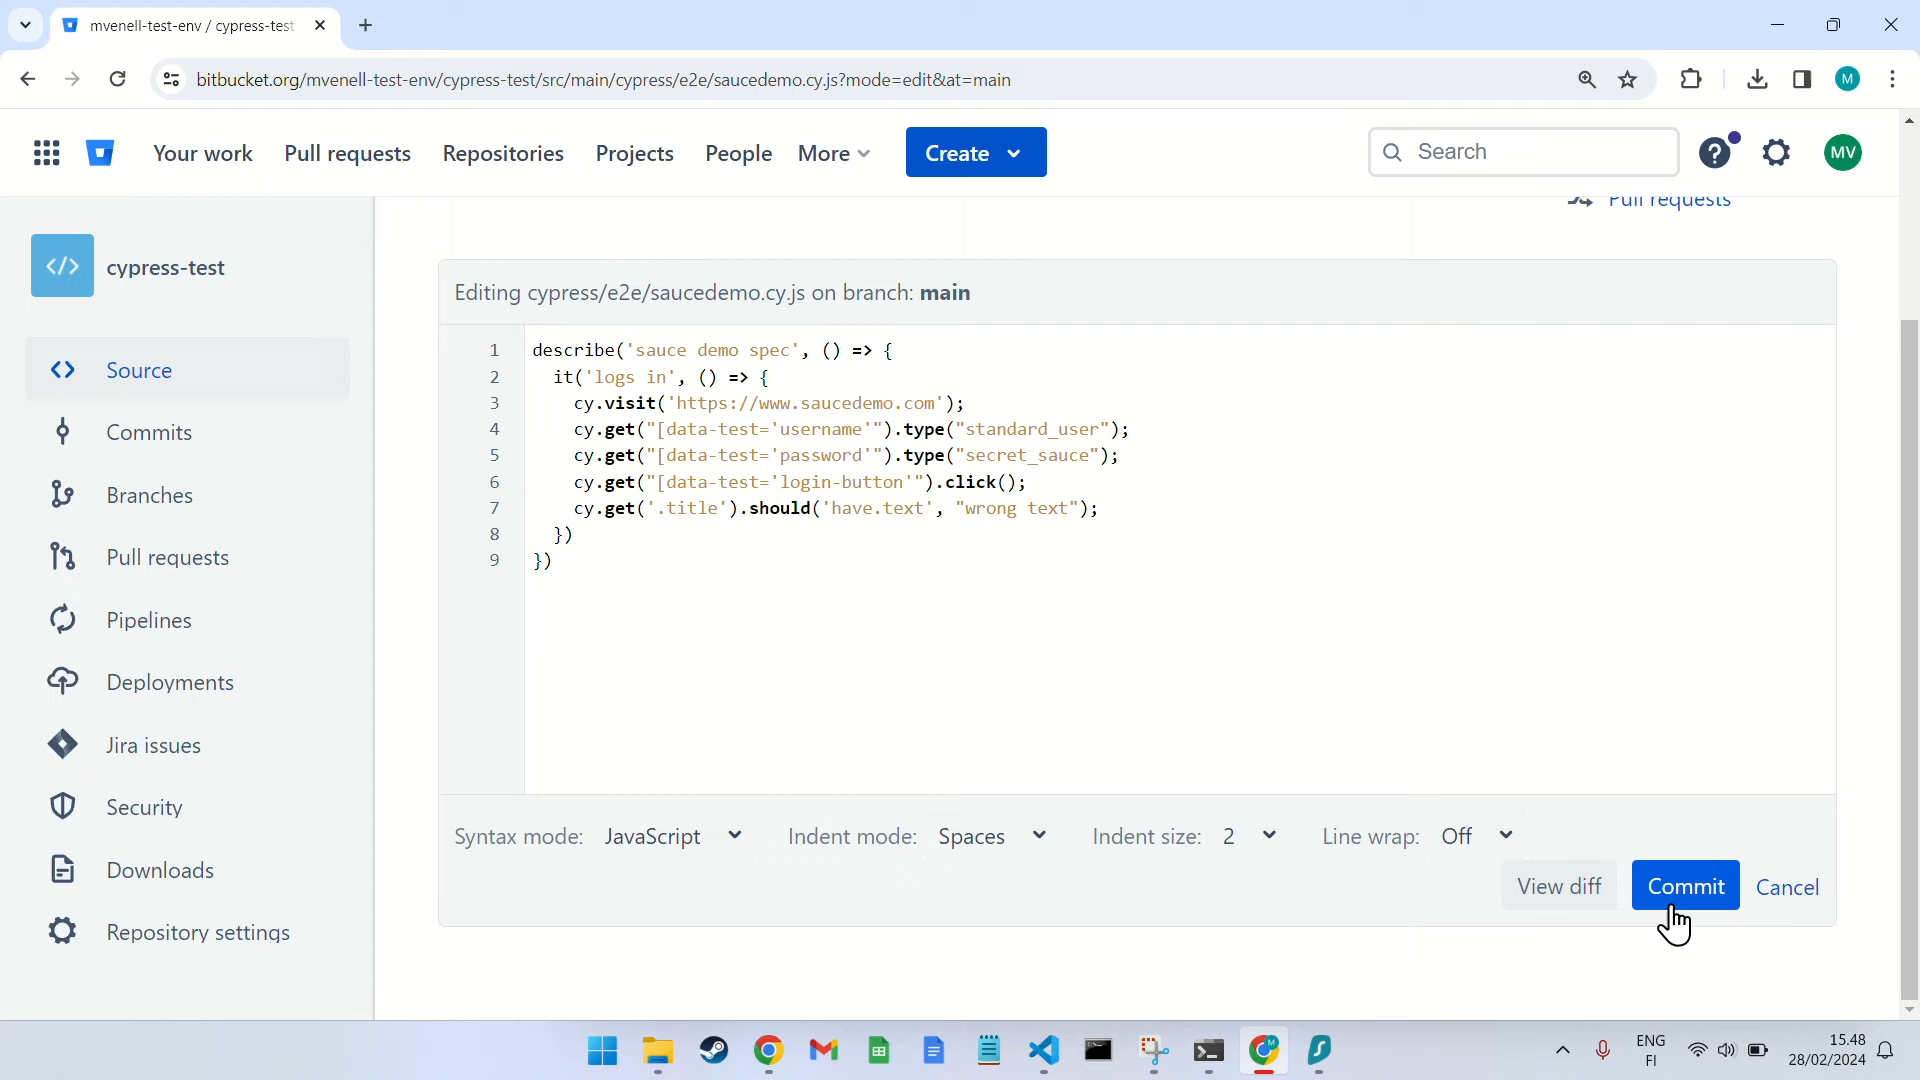 mvenell-test-env / cypress-test
bitbucket.org/mvenell-test-env/cypress-test/src/main/cypress/e2e/saucedemo.cy.js?mode=edit&at=main
M
Your work
Pull requests
Repositories
Projects
People
More
Create
Search
MV
Pull requests
cypress-test
Source
Commits
Branches
Pull requests
Pipelines
Deployments
Jira issues
Security
Downloads
Repository settings
Editing cypress/e2e/saucedemo.cy.js on branch: main
1 describe('sauce demo spec', () => {
2 it('logs in', () => {
3 cy.visit('https://www.saucedemo.com');
4 cy.get("[data-test='username'").type("standard_user");
5 cy.get("[data-test='password'").type("secret_sauce");
6 cy.get("[data-test='login-button'").click();
7 cy.get('.title').should('have.text', "wrong text");
8 })
9 })
Syntax mode: JavaScript
Indent mode: Spaces
Indent size: 2
Line wrap: Off
View diff
Commit
Cancel
ENG
FI
15.48
28/02/2024